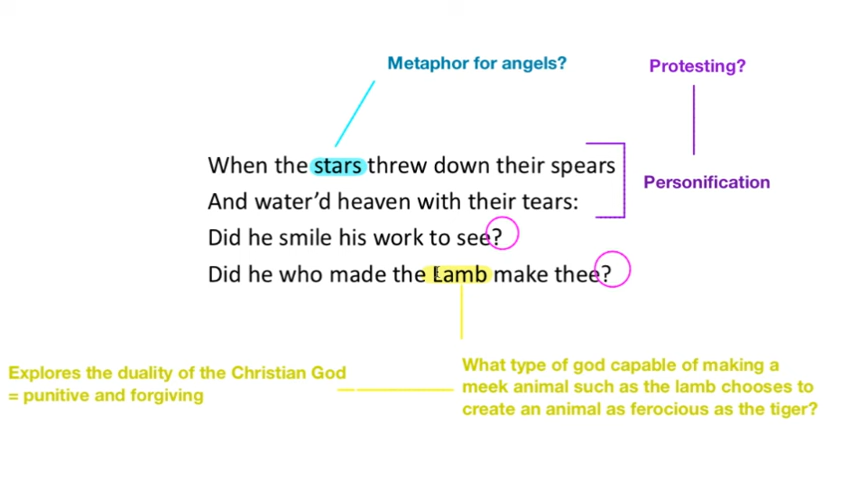 Metaphor for angels?
Protesting?
When the stars threw down their spears
Personification
And water'd heaven with their tears:
Did he smile his work to see?
Did he who made the Lamb make thee?
Explores the duality of the Christian God
= punitive and forgiving
What type of god capable of making a
meek animal such as the lamb chooses to
create an animal as ferocious as the tiger?